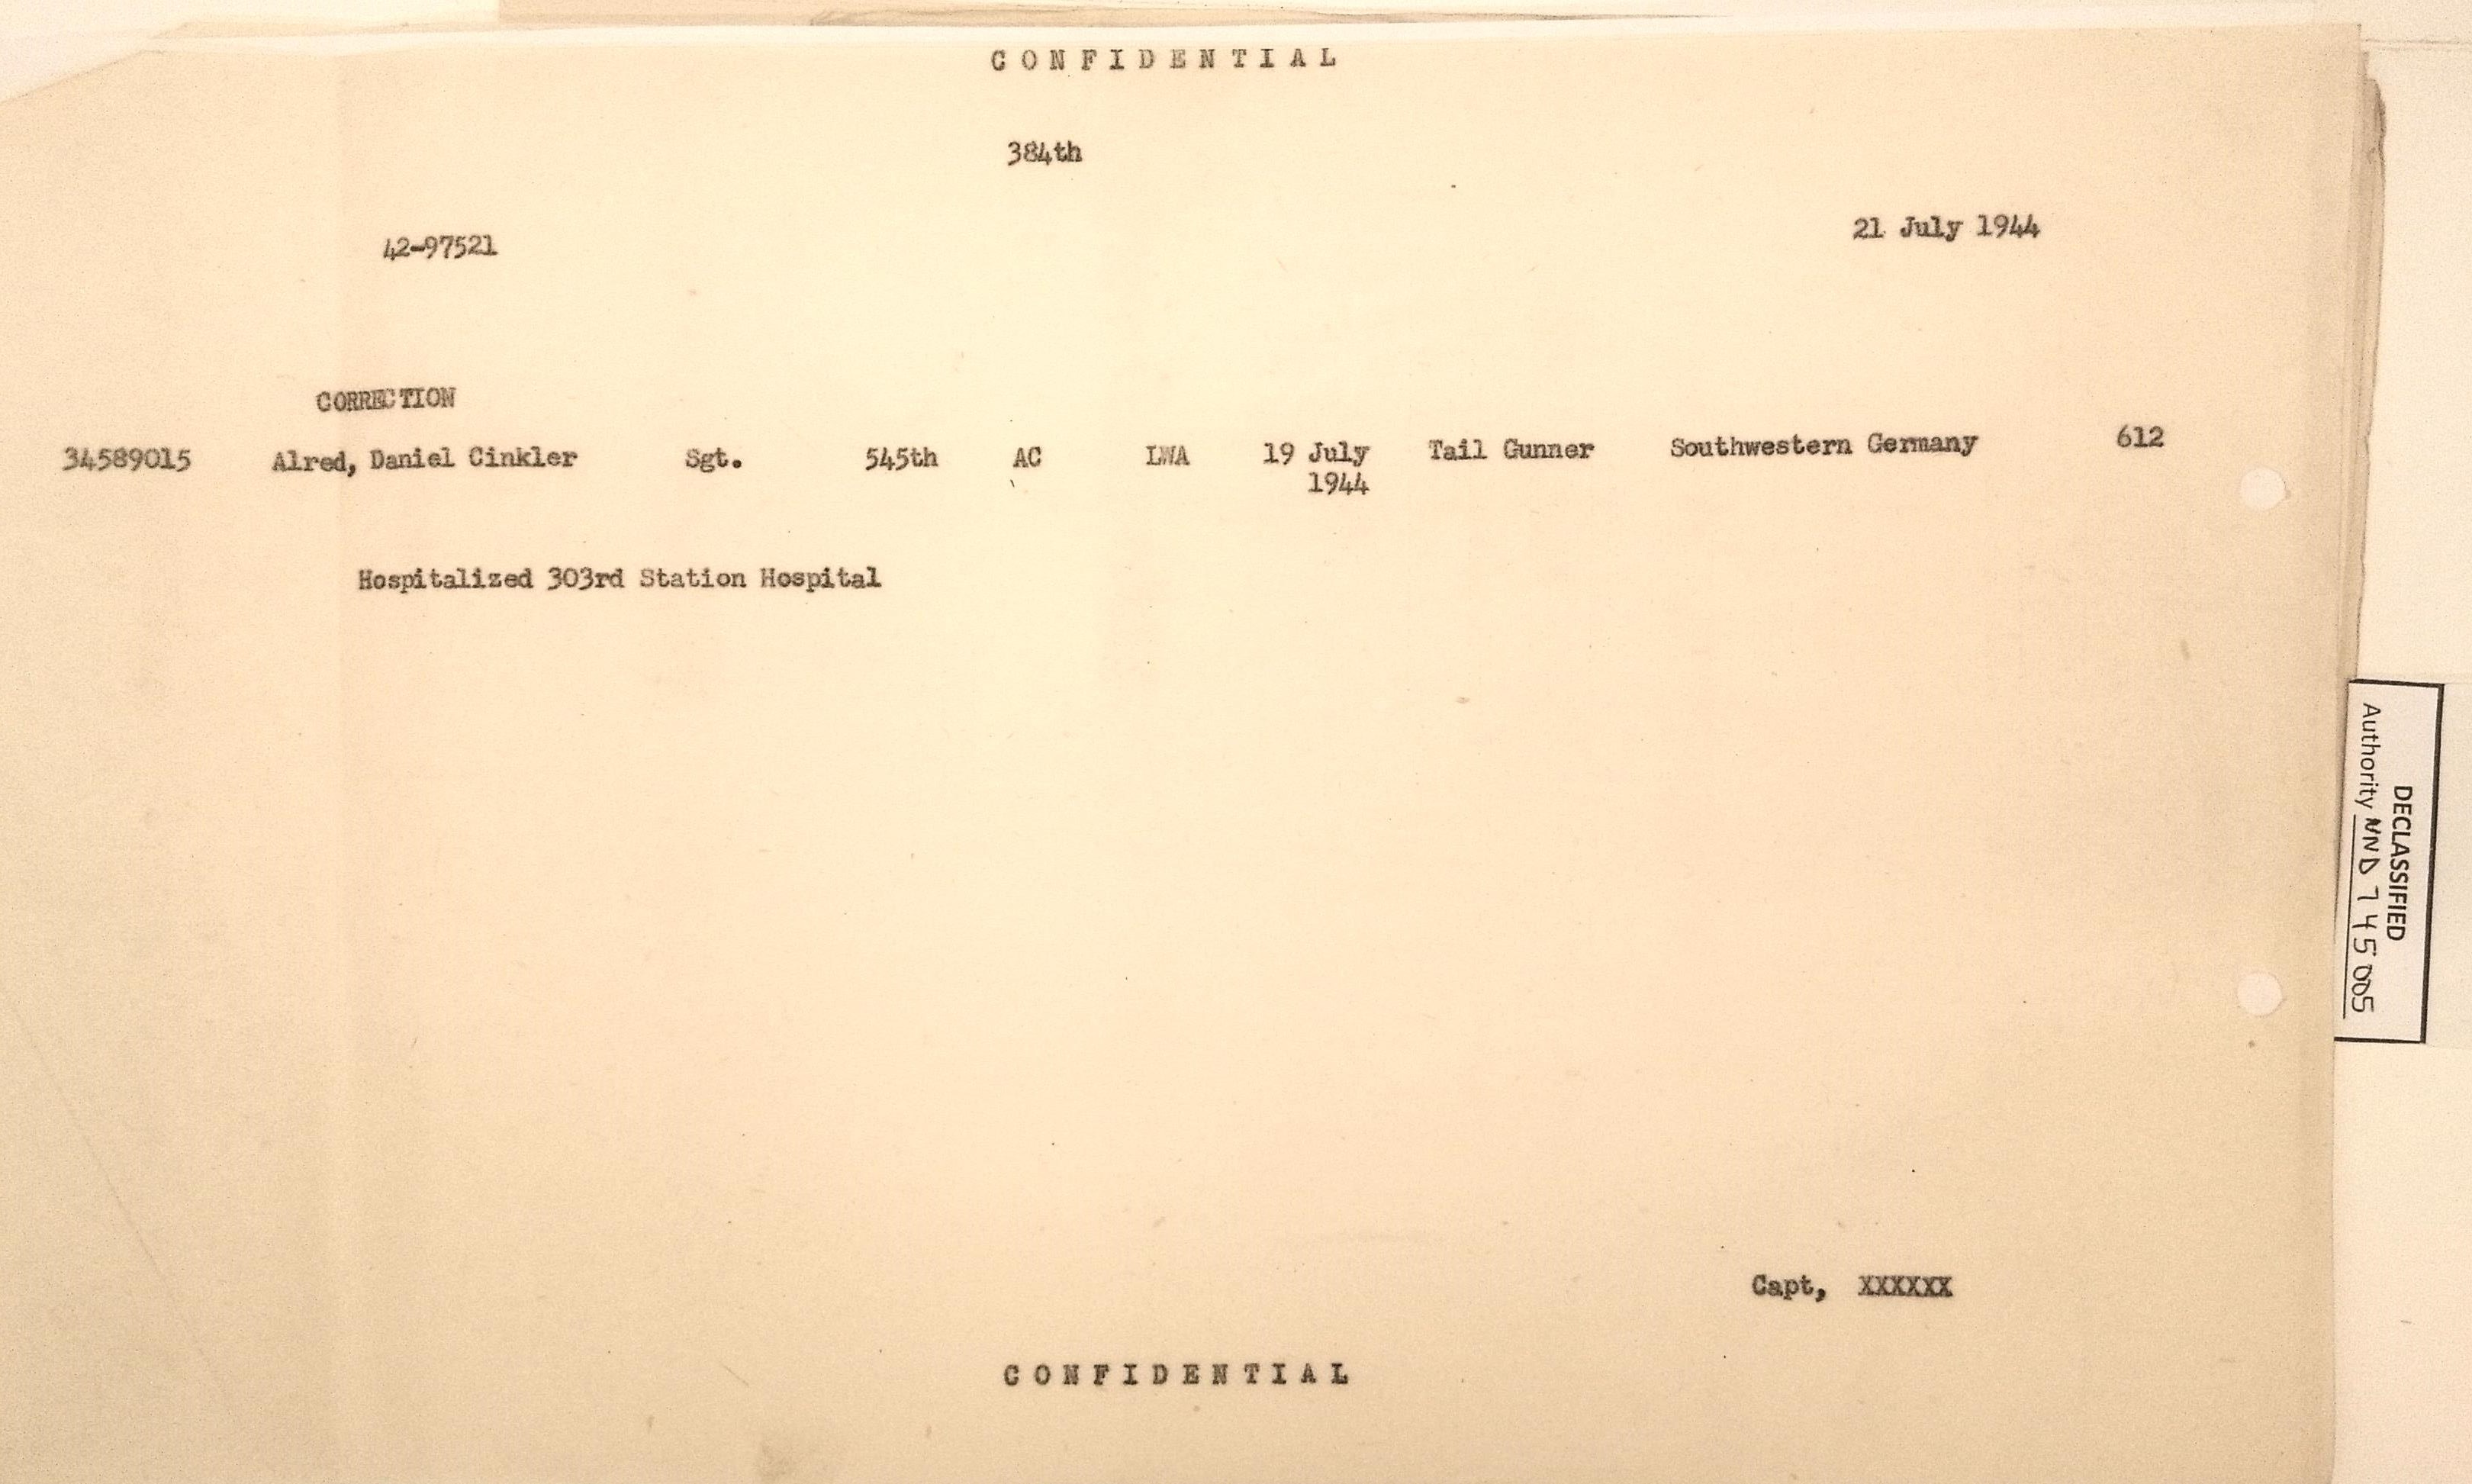 CONFIDENTIAL
384th
21 July 1944
42-97521
CORRECTION
34589015 Alred, Daniel Cinkler Sgt. 545th AC LWA 19 July 1944 Tail Gunner Southwestern Germany 612
Hospitalized 303rd Station Hospital
Capt, XXXXXX
CONFIDENTIAL
DECLASSIFIED
Authority NND 745005